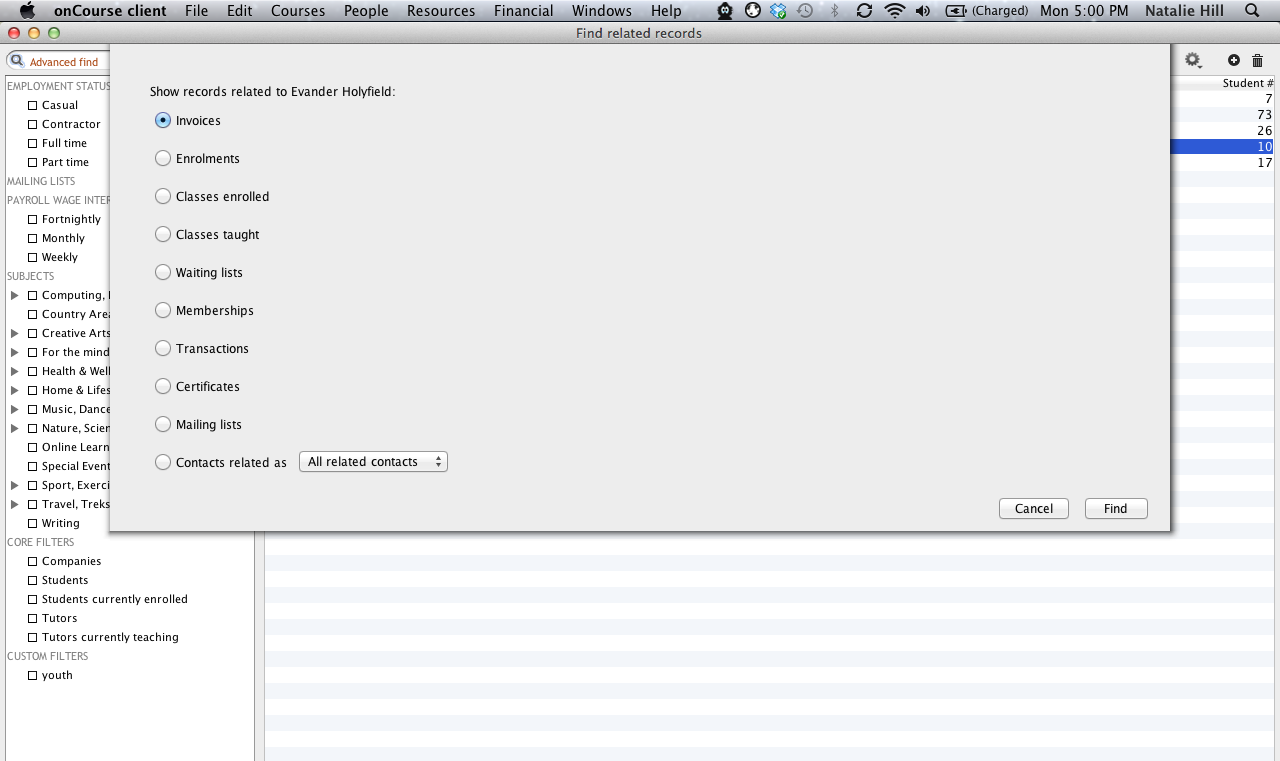 onCourse client File Edit Courses People Resources Financial Windows Help (Charged) Mon 5:00 PM Natalie Hill
Find related records
Advanced find
Student #
EMPLOYMENT STATUS
Casual
Contractor
Full time
Part time
MAILING LISTS
PAYROLL WAGE INTER
Fortnightly
Monthly
Weekly
SUBJECTS
Computing,
Country Area
Creative Arts
For the mind
Health & Well
Home & Lifes
Music, Dance
Nature, Scien
Online Learn
Special Event
Sport, Exerci
Travel, Treks
Writing
CORE FILTERS
Companies
Students
Students currently enrolled
Tutors
Tutors currently teaching
CUSTOM FILTERS
youth
Show records related to Evander Holyfield:
Invoices
Enrolments
Classes enrolled
Classes taught
Waiting lists
Memberships
Transactions
Certificates
Mailing lists
Contacts related as All related contacts
Cancel Find
7
73
26
10
17